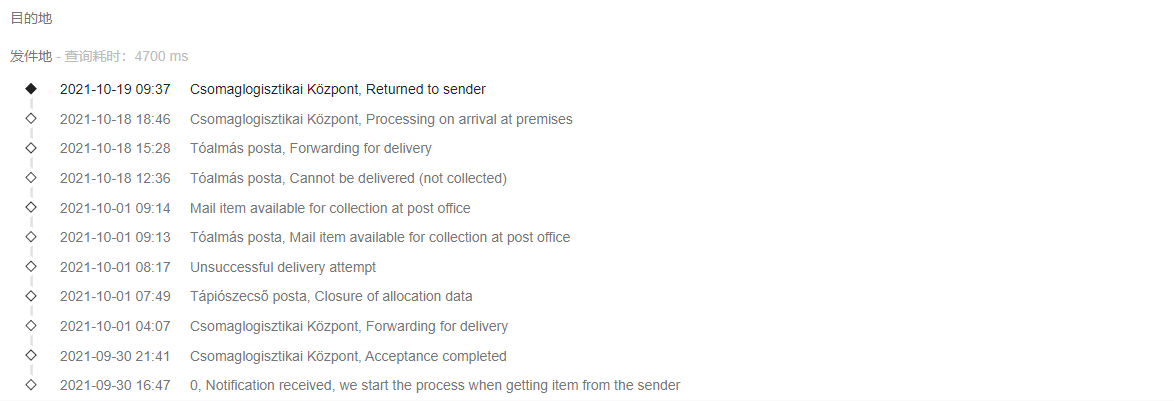 目的地
发件地 - 查询耗时：4700 ms
2021-10-19 09:37 Csomaglogisztikai Központ, Returned to sender
2021-10-18 18:46 Csomaglogisztikai Központ, Processing on arrival at premises
2021-10-18 15:28 Tóalmás posta, Forwarding for delivery
2021-10-18 12:36 Tóalmás posta, Cannot be delivered (not collected)
2021-10-01 09:14 Mail item available for collection at post office
2021-10-01 09:13 Tóalmás posta, Mail item available for collection at post office
2021-10-01 08:17 Unsuccessful delivery attempt
2021-10-01 07:49 Tápiószecső posta, Closure of allocation data
2021-10-01 04:07 Csomaglogisztikai Központ, Forwarding for delivery
2021-09-30 21:41 Csomaglogisztikai Központ, Acceptance completed
2021-09-30 16:47 0, Notification received, we start the process when getting item from the sender